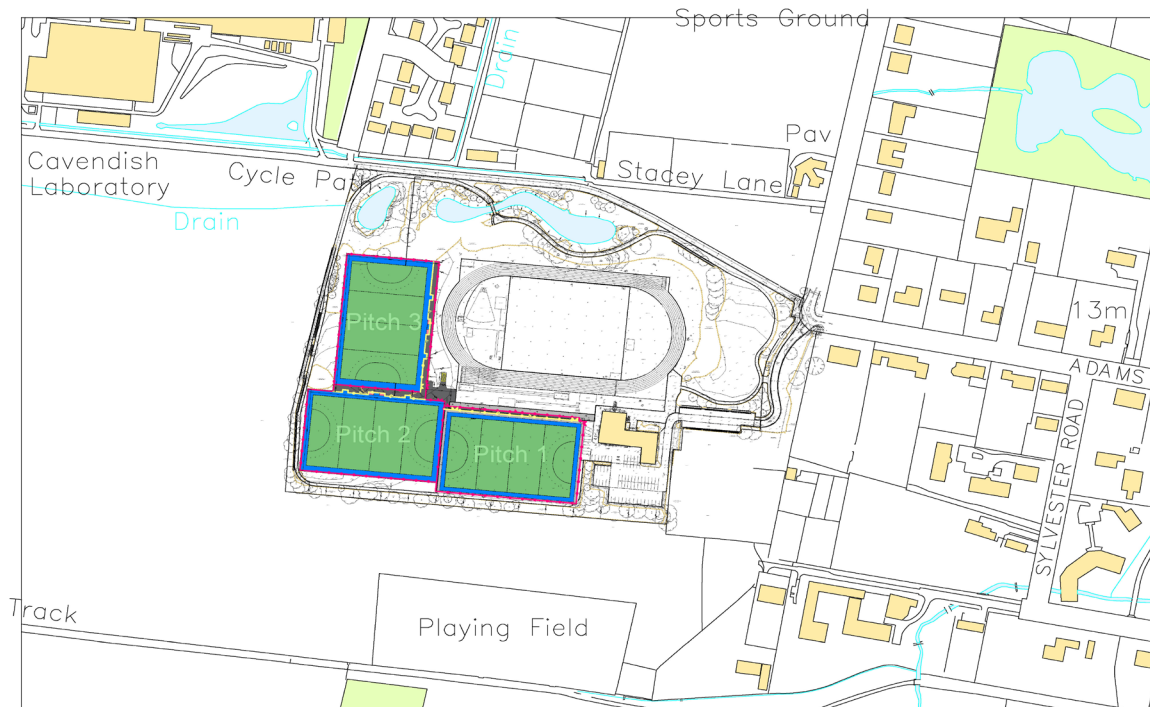 Sports Ground
Drain
Pav
Cavendish
Laboratory
Cycle Path
Stacey Lane
Drain
13m
Pitch 3
ADAMS
Pitch 2
Pitch 1
SYLVESTER ROAD
Track
Playing Field